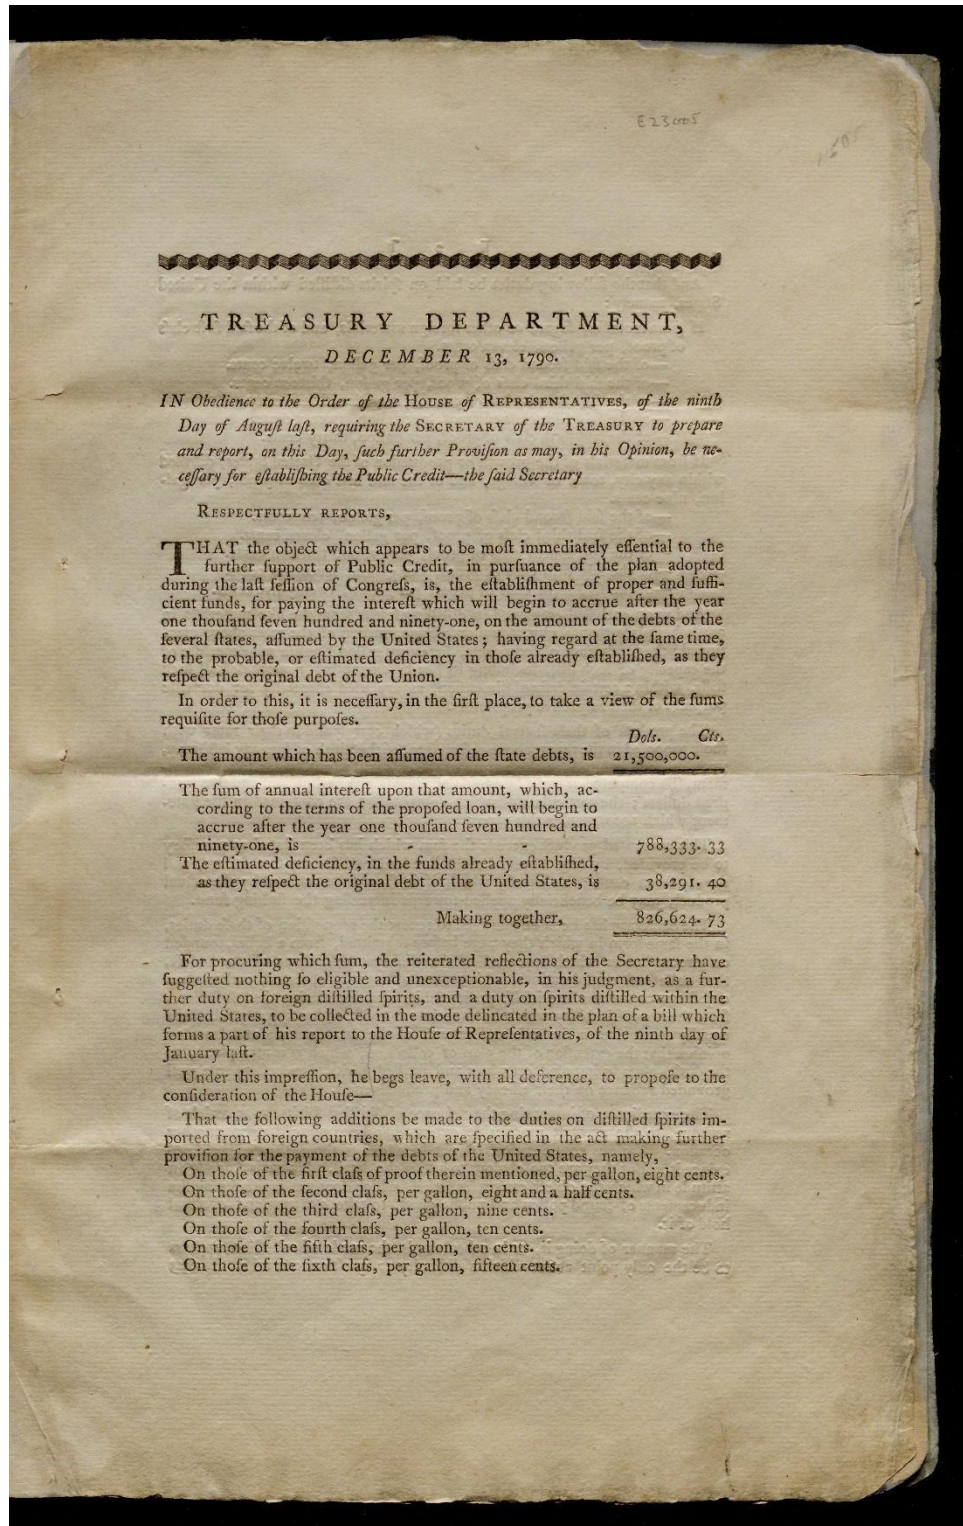 E23005
TREASURY DEPARTMENT,
DECEMBER 13, 1790.
IN Obedience to the Order of the HOUSE of REPRESENTATIVES, of the ninth
Day of Auguſt laſt, requiring the SECRETARY of the TREASURY to prepare
and report, on this Day, ſuch further Proviſion as may, in his Opinion, be ne-
ceſſary for eſtabliſhing the Public Credit—the ſaid Secretary
RESPECTFULLY REPORTS,
THAT the object which appears to be moſt immediately eſſential to the
further ſupport of Public Credit, in purſuance of the plan adopted
during the laſt ſeſſion of Congreſs, is, the eſtabliſhment of proper and ſuffi-
cient funds, for paying the intereſt which will begin to accrue after the year
one thouſand ſeven hundred and ninety-one, on the amount of the debts of the
ſeveral ſtates, aſſumed by the United States; having regard at the ſame time,
to the probable, or eſtimated deficiency in thoſe already eſtabliſhed, as they
reſpect the original debt of the Union.
In order to this, it is neceſſary, in the firſt place, to take a view of the ſums
requiſite for thoſe purpoſes.
Dols. Cts.
The amount which has been aſſumed of the ſtate debts, is 21,500,000.
The ſum of annual intereſt upon that amount, which, ac-
cording to the terms of the propoſed loan, will begin to
accrue after the year one thouſand ſeven hundred and
ninety-one, is - - 788,333. 33
The eſtimated deficiency, in the funds already eſtabliſhed,
as they reſpect the original debt of the United States, is 38,291. 40
Making together, 826,624. 73
For procuring which ſum, the reiterated reflections of the Secretary have
ſuggeſted nothing ſo eligible and unexceptionable, in his judgment, as a fur-
ther duty on foreign diſtilled ſpirits, and a duty on ſpirits diſtilled within the
United States, to be collected in the mode delineated in the plan of a bill which
forms a part of his report to the Houſe of Repreſentatives, of the ninth day of
January laſt.
Under this impreſſion, he begs leave, with all deference, to propoſe to the
conſideration of the Houſe—
That the following additions be made to the duties on diſtilled ſpirits im-
ported from foreign countries, which are ſpecified in the act making further
proviſion for the payment of the debts of the United States, namely,
On thoſe of the firſt claſs of proof therein mentioned, per gallon, eight cents.
On thoſe of the ſecond claſs, per gallon, eight and a half cents.
On thoſe of the third claſs, per gallon, nine cents.
On thoſe of the fourth claſs, per gallon, ten cents.
On thoſe of the fifth claſs, per gallon, ten cents.
On thoſe of the ſixth claſs, per gallon, fifteen cents.